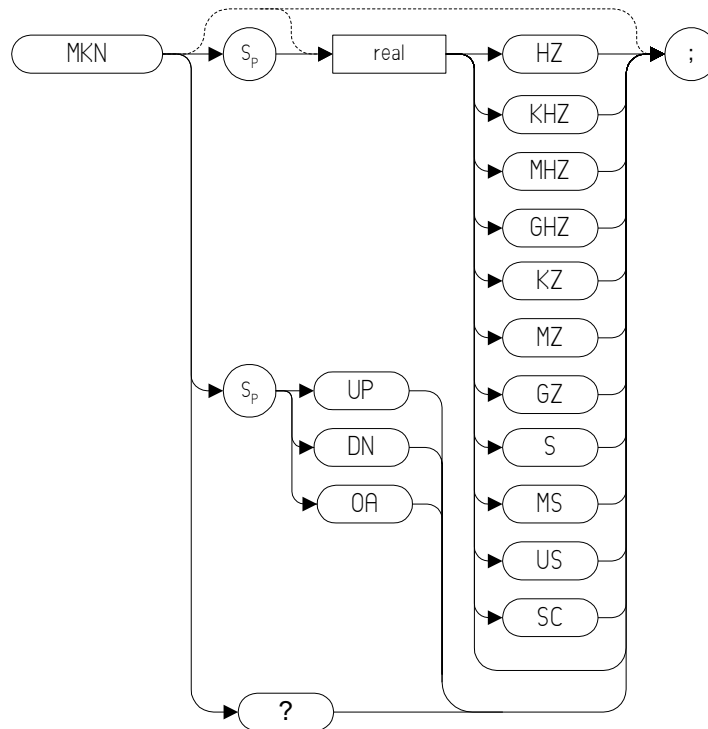 MKN Sp real HZ ;
KHZ
MHZ
GHZ
KZ
MZ
Sp UP GZ
DN S
OA MS
US
SC
?